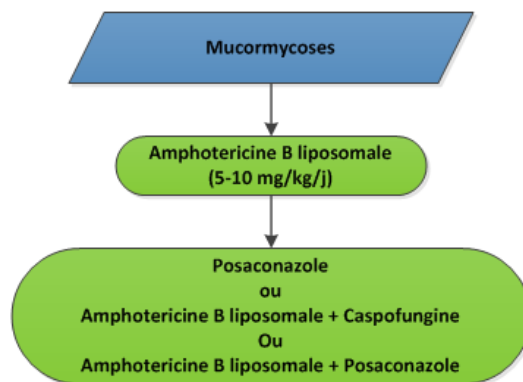 Mucormycoses
Amphotericine B liposomale
(5-10 mg/kg/j)
Posaconazole
ou
Amphotericine B liposomale + Caspofungine
Ou
Amphotericine B liposomale + Posaconazole